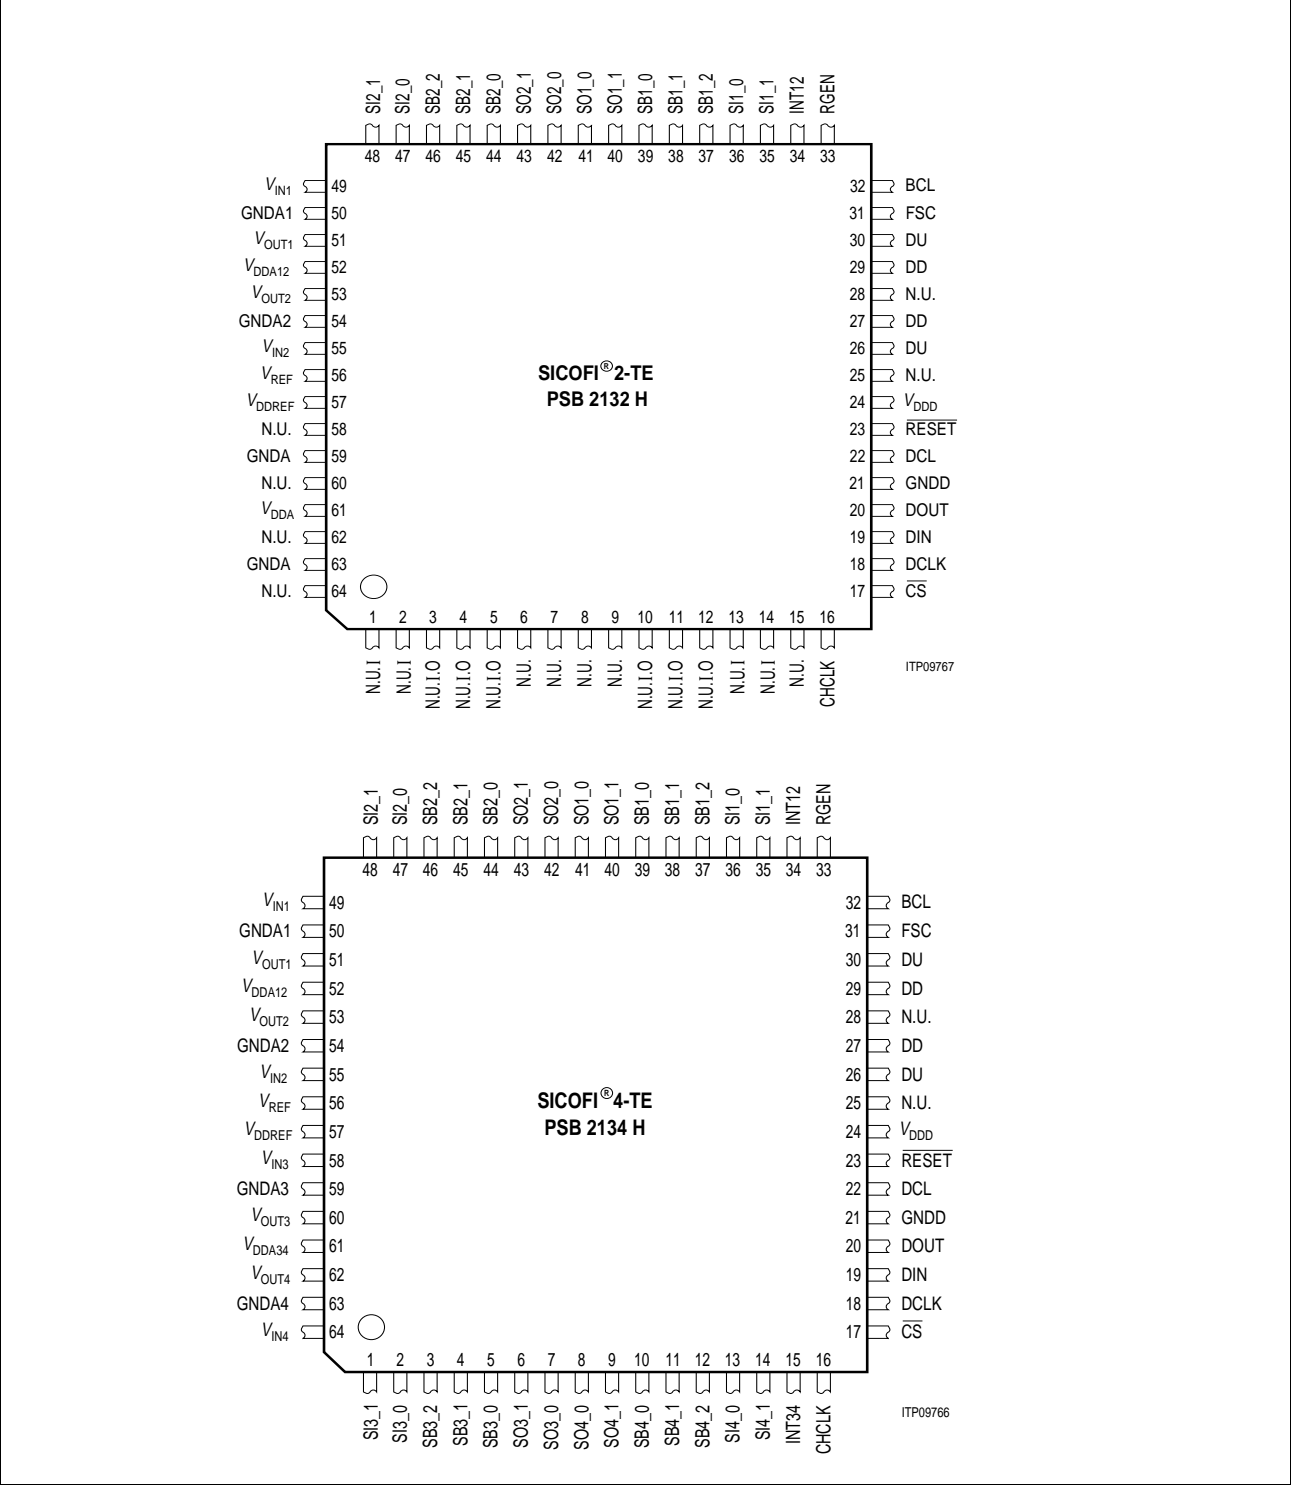 SI2_1 SI2_0 SB2_2 SB2_1 SB2_0 SO2_1 SO2_0 SO1_0 SO1_1 SB1_0 SB1_1 SB1_2 SI1_0 SI1_1 INT12 RGEN
48 47 46 45 44 43 42 41 40 39 38 37 36 35 34 33
VIN1 49 32 BCL
GNDA1 50 31 FSC
VOUT1 51 30 DU
VDDA12 52 29 DD
VOUT2 53 28 N.U.
GNDA2 54 27 DD
VIN2 55 26 DU
VREF 56 25 N.U.
SICOFI®2-TE
PSB 2132 H
VDDREF 57 24 VDDD
N.U. 58 23 RESET
GNDA 59 22 DCL
N.U. 60 21 GNDD
VDDA 61 20 DOUT
N.U. 62 19 DIN
GNDA 63 18 DCLK
N.U. 64 17 CS
1 2 3 4 5 6 7 8 9 10 11 12 13 14 15 16
N.U.I N.U.I N.U.I.O N.U.I.O N.U.I.O N.U. N.U. N.U. N.U. N.U.I.O N.U.I.O N.U.I.O N.U.I N.U.I N.U. CHCLK
ITP09767
SI2_1 SI2_0 SB2_2 SB2_1 SB2_0 SO2_1 SO2_0 SO1_0 SO1_1 SB1_0 SB1_1 SB1_2 SI1_0 SI1_1 INT12 RGEN
48 47 46 45 44 43 42 41 40 39 38 37 36 35 34 33
VIN1 49 32 BCL
GNDA1 50 31 FSC
VOUT1 51 30 DU
VDDA12 52 29 DD
VOUT2 53 28 N.U.
GNDA2 54 27 DD
VIN2 55 26 DU
VREF 56 25 N.U.
SICOFI®4-TE
PSB 2134 H
VDDREF 57 24 VDDD
VIN3 58 23 RESET
GNDA3 59 22 DCL
VOUT3 60 21 GNDD
VDDA34 61 20 DOUT
VOUT4 62 19 DIN
GNDA4 63 18 DCLK
VIN4 64 17 CS
1 2 3 4 5 6 7 8 9 10 11 12 13 14 15 16
SI3_1 SI3_0 SB3_2 SB3_1 SB3_0 SO3_1 SO3_0 SO4_0 SO4_1 SB4_0 SB4_1 SB4_2 SI4_0 SI4_1 INT34 CHCLK
ITP09766